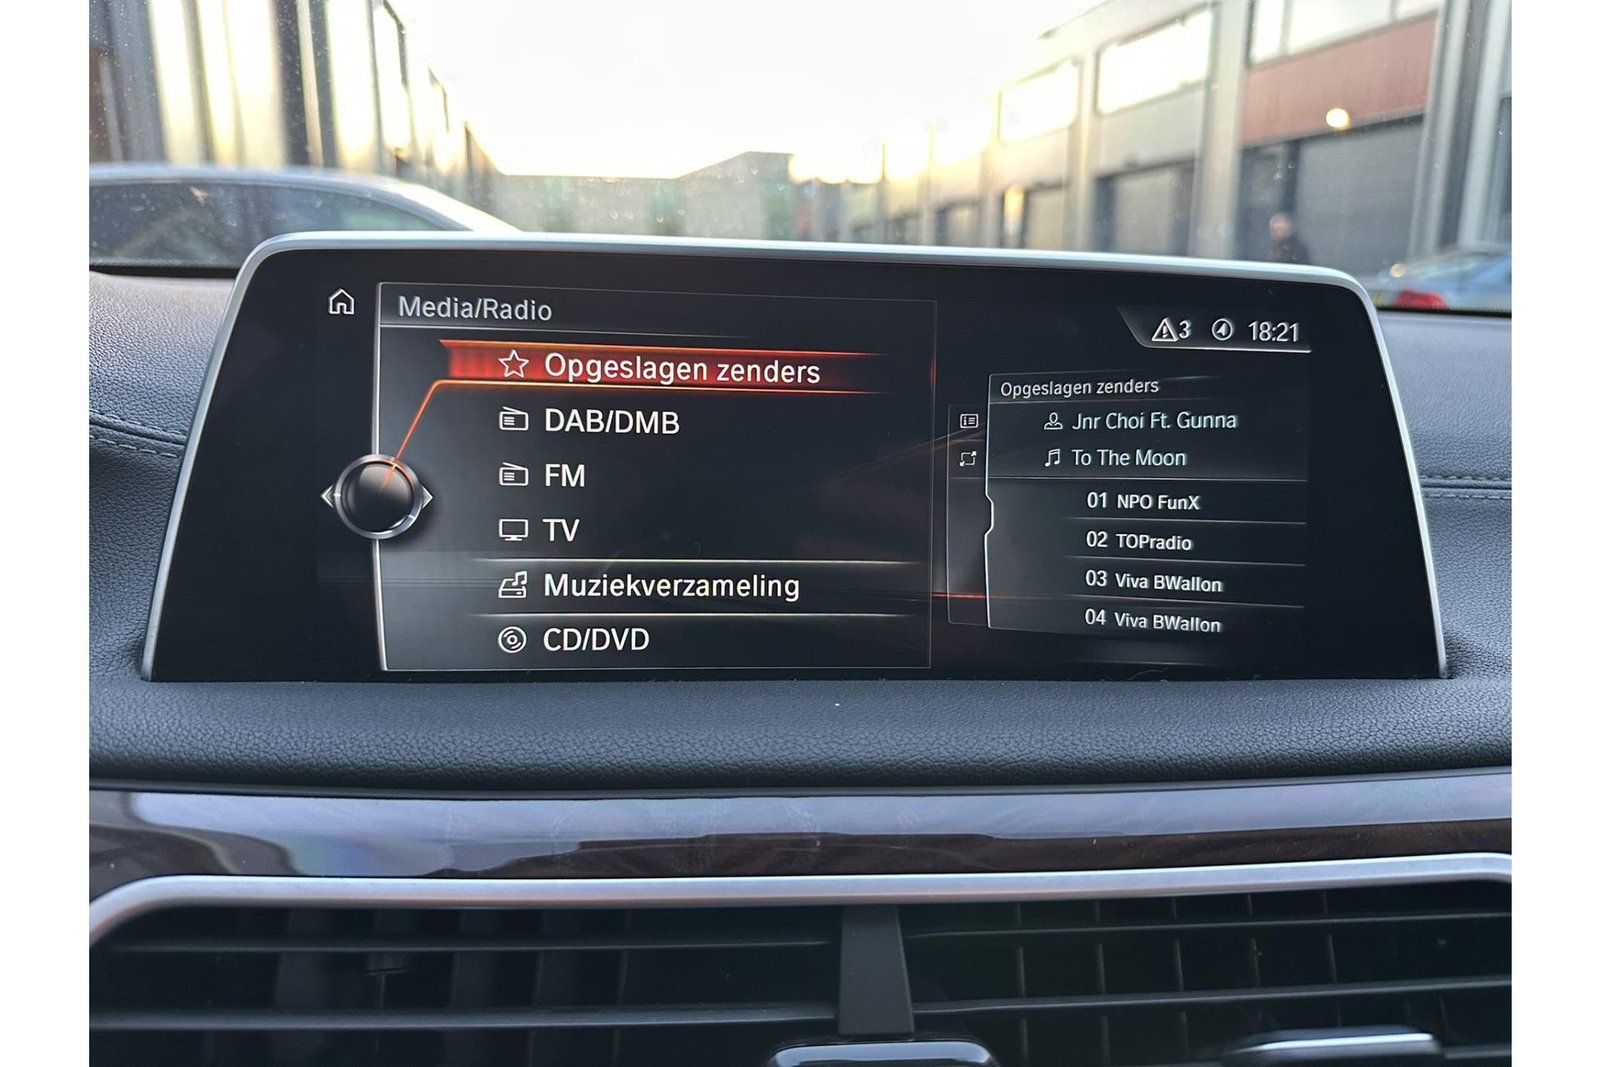 Media/Radio
Opgeslagen zenders
DAB/DMB
FM
TV
Muziekverzameling
CD/DVD
3 18:21
Opgeslagen zenders
Jnr Choi Ft. Gunna
To The Moon
01 NPO FunX
02 TOPradio
03 Viva BWallon
04 Viva BWallon